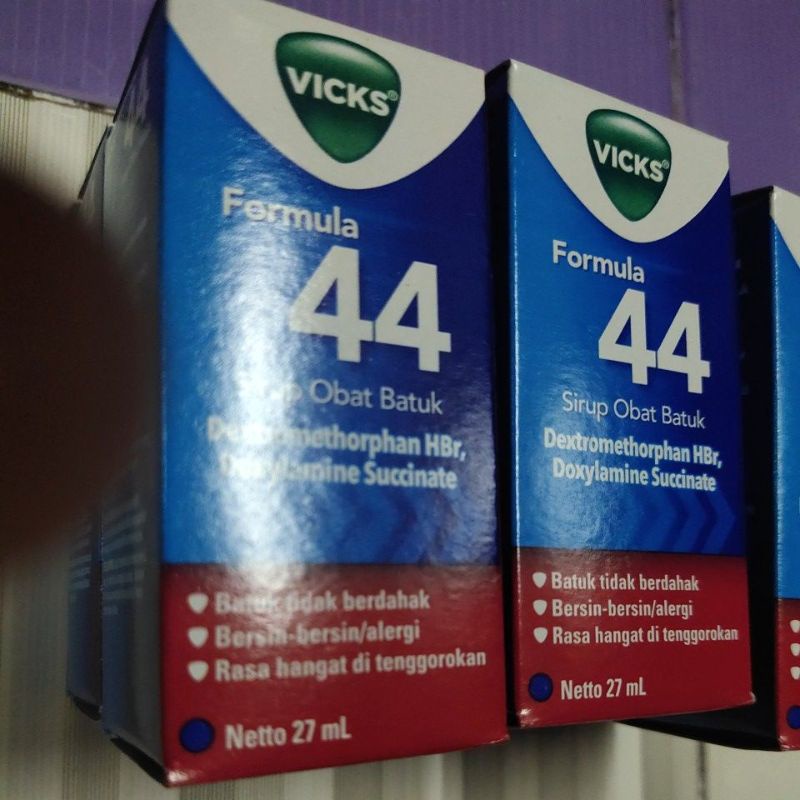 VICKS®
Formula
44
Sirup Obat Batuk
Dextromethorphan HBr,
Doxylamine Succinate
Batuk tidak berdahak
Bersin-bersin/alergi
Rasa hangat di tenggorokan
Netto 27 mL
VICKS®
Formula
44
Sirup Obat Batuk
Dextromethorphan HBr,
Doxylamine Succinate
Batuk tidak berdahak
Bersin-bersin/alergi
Rasa hangat di tenggorokan
Netto 27 mL